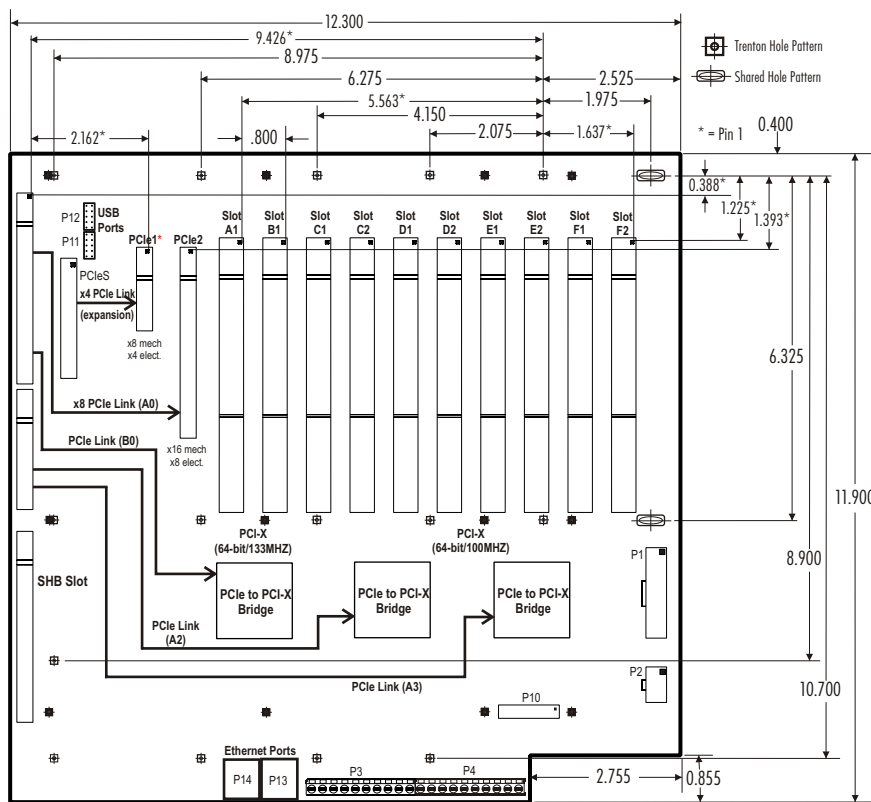 12.300
9.426*
8.975
6.275
2.525
5.563*
1.975
4.150
2.162*
.800
2.075
1.637*
Trenton Hole Pattern
Shared Hole Pattern
* = Pin 1
0.400
0.388*
1.225*
1.393*
P12
USB
Ports
P11
PCIe1*
PCIe2
Slot
A1
Slot
B1
Slot
C1
Slot
C2
Slot
D1
Slot
D2
Slot
E1
Slot
E2
Slot
F1
Slot
F2
PCIeS
x4 PCIe Link
(expansion)
x8 mech
x4 elect.
x8 PCIe Link (A0)
PCIe Link (B0)
x16 mech
x8 elect.
6.325
11.900
8.900
10.700
PCI-X
(64-bit/133MHZ)
PCI-X
(64-bit/100MHZ)
SHB Slot
PCIe to PCI-X
Bridge
PCIe to PCI-X
Bridge
PCIe to PCI-X
Bridge
P1
PCIe Link
(A2)
PCIe Link (A3)
P2
P10
Ethernet Ports
P14
P13
P3
P4
2.755
0.855